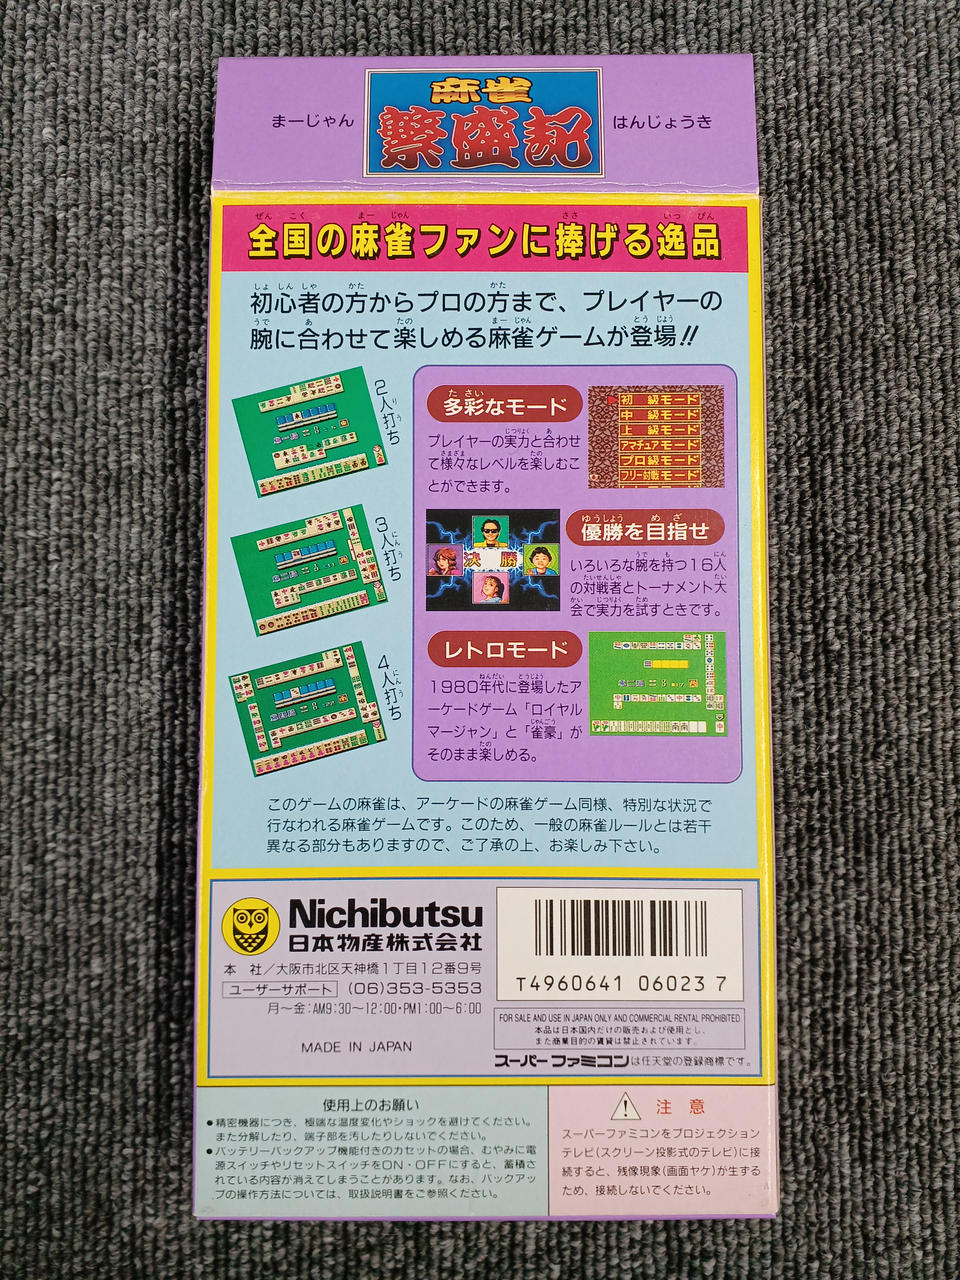 まーじゃん
麻雀
繁盛記
はんじょうき
全国の麻雀ファンに捧げる逸品
初心者の方からプロの方まで、プレイヤーの
腕に合わせて楽しめる麻雀ゲームが登場!!
2人打ち
3人打ち
4人打ち
多彩なモード
プレイヤーの実力と合わせ
て様々なレベルを楽しむこ
とができます。
初 級モード
中 級モード
上 級モード
アマチュアモード
プロ級モード
フリー対戦モード
決 勝
優勝を目指せ
いろいろな腕を持つ16人
の対戦者とトーナメント大
会で実力を試すときです。
レトロモード
1980年代に登場したア
ーケードゲーム「ロイヤル
マージャン」と「雀豪」が
そのまま楽しめる。
このゲームの麻雀は、アーケードの麻雀ゲーム同様、特別な状況で
行なわれる麻雀ゲームです。このため、一般の麻雀ルールとは若干
異なる部分もありますので、ご了承の上、お楽しみ下さい。
Nichibutsu
日本物産株式会社
本 社/大阪市北区天神橋1丁目12番9号
ユーザーサポート (06)353-5353
月〜金:AM9:30〜12:00・PM1:00〜6:00
MADE IN JAPAN
T4960641 06023 7
FOR SALE AND USE IN JAPAN ONLY AND COMMERCIAL RENTAL PROHIBITED.
本品は日本国内だけの販売および使用とし、
また商業目的の賃貸は禁止されています。
スーパーファミコンは任天堂の登録商標です。
使用上のお願い
●精密機器につき、極端な温度変化やショックを避けてください。
また分解したり、端子部を汚したりしないでください。
●バッテリーバックアップ機能付きのカセットの場合、むやみに電
源スイッチやリセットスイッチをON・OFFにすると、蓄積さ
れている内容が消えてしまうことがあります。なお、バックアッ
プの操作方法については、取扱説明書をご参照ください。
注 意
スーパーファミコンをプロジェクション
テレビ(スクリーン投影式のテレビ)に接
続すると、残像現象(画面ヤケ)が生ずる
ため、接続しないでください。